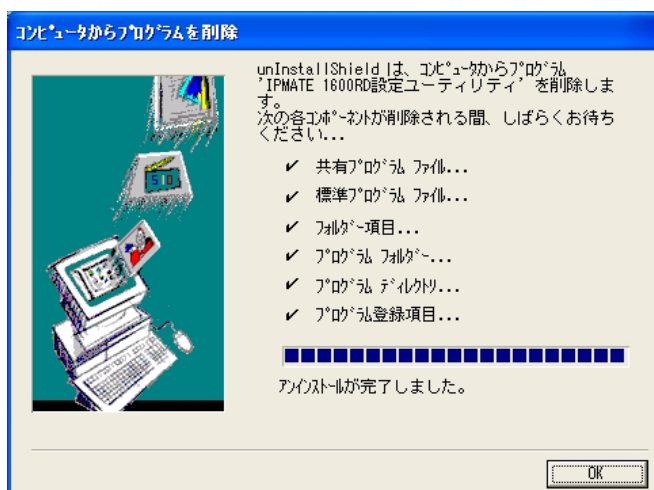 コンピュータからプログラムを削除
unInstallShield は、コンピュータからプログラム
'IPMATE 1600RD設定ユーティリティ' を削除しま
す。
次の各コンポーネントが削除される間、しばらくお待ち
ください...
✔ 共有プログラム ファイル...
✔ 標準プログラム ファイル...
✔ フォルダー項目...
✔ プログラム フォルダー...
✔ プログラム ディレクトリ...
✔ プログラム登録項目...
アンインストールが完了しました。
OK